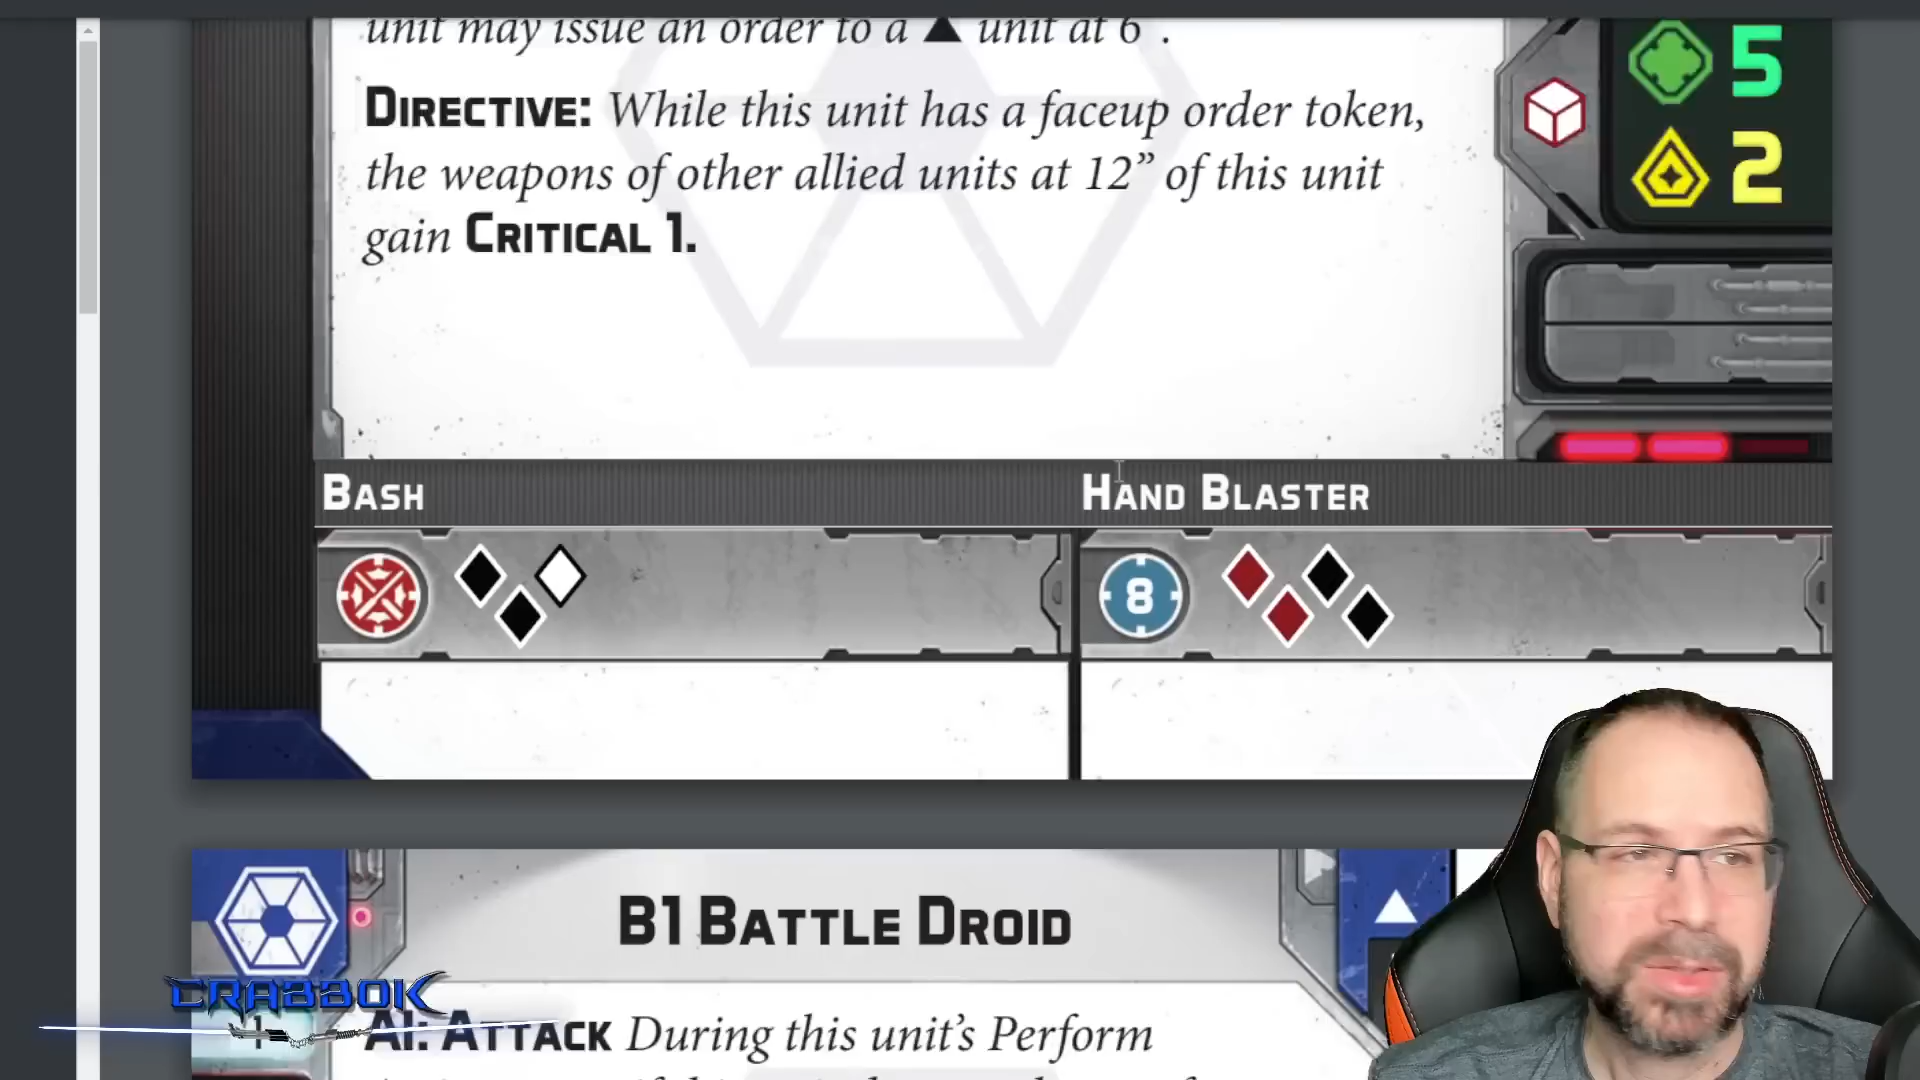 unit may issue an order to a ▲ unit at 6".
DIRECTIVE: While this unit has a faceup order token,
the weapons of other allied units at 12” of this unit
gain CRITICAL 1.
5
2
BASH
HAND BLASTER
8
B1 BATTLE DROID
CRABBOK
1
AI: ATTACK During this unit’s Perform